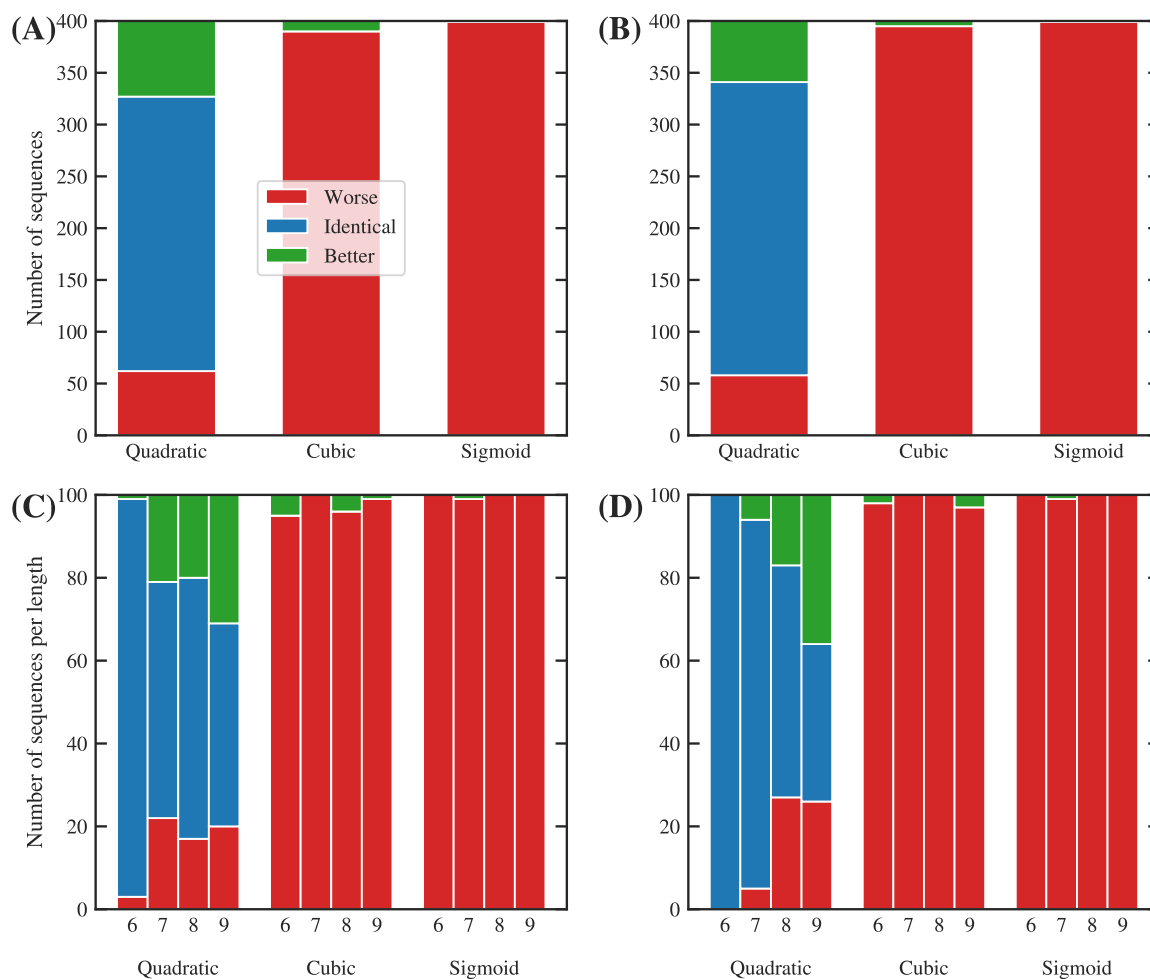 (A)
400
350
300
250
200
150
100
50
0
Number of sequences
Worse
Identical
Better
Quadratic Cubic Sigmoid
(B)
400
350
300
250
200
150
100
50
0
Quadratic Cubic Sigmoid
(C)
100
80
60
40
20
0
Number of sequences per length
6 7 8 9 6 7 8 9 6 7 8 9
Quadratic Cubic Sigmoid
(D)
100
80
60
40
20
0
6 7 8 9 6 7 8 9 6 7 8 9
Quadratic Cubic Sigmoid